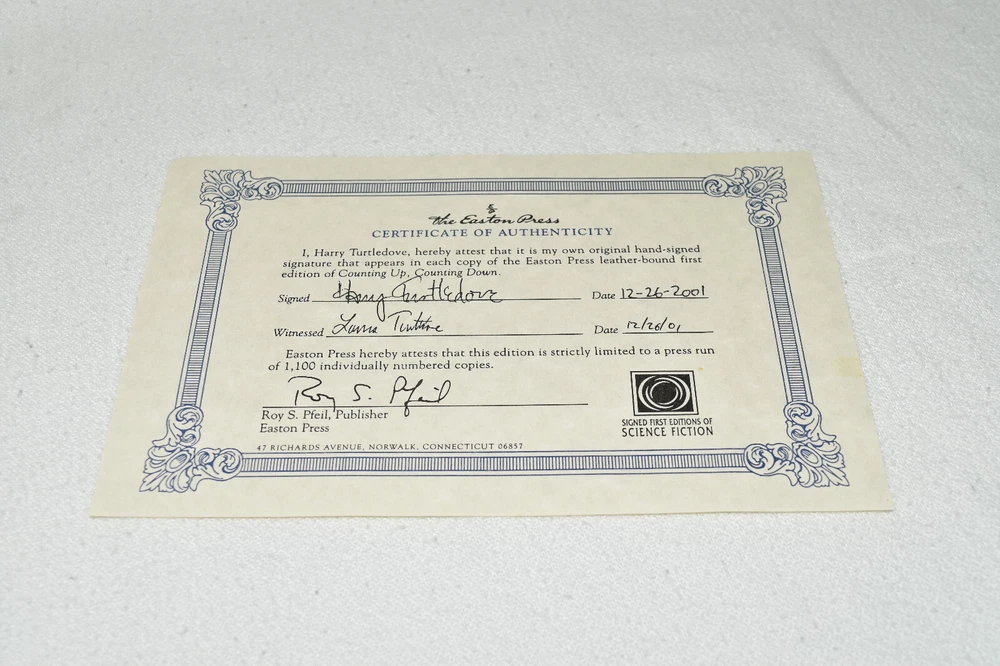 The Easton Press
CERTIFICATE OF AUTHENTICITY
I, Harry Turtledove, hereby attest that it is my own original hand-signed
signature that appears in each copy of the Easton Press leather-bound first
edition of Counting Up, Counting Down.
Signed Harry Turtledove Date 12-26-2001
Witnessed Date 12/26/01
Easton Press hereby attests that this edition is strictly limited to a press run
of 1,100 individually numbered copies.
Roy S. Pfeil
Roy S. Pfeil, Publisher
Easton Press
SIGNED FIRST EDITIONS OF
SCIENCE FICTION
47 RICHARDS AVENUE, NORWALK, CONNECTICUT 06857